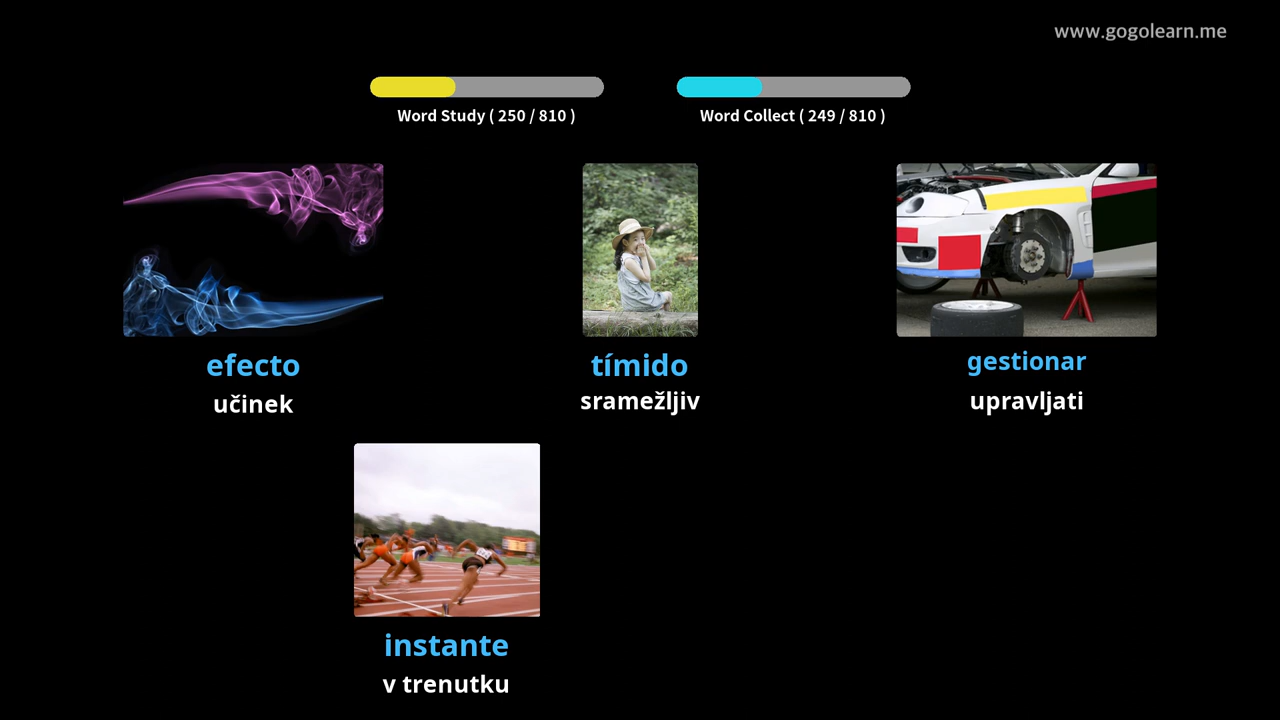 www.gogolearn.me
Word Study ( 250 / 810 )
Word Collect ( 249 / 810 )
efecto
učinek
tímido
sramežljiv
gestionar
upravljati
instante
v trenutku